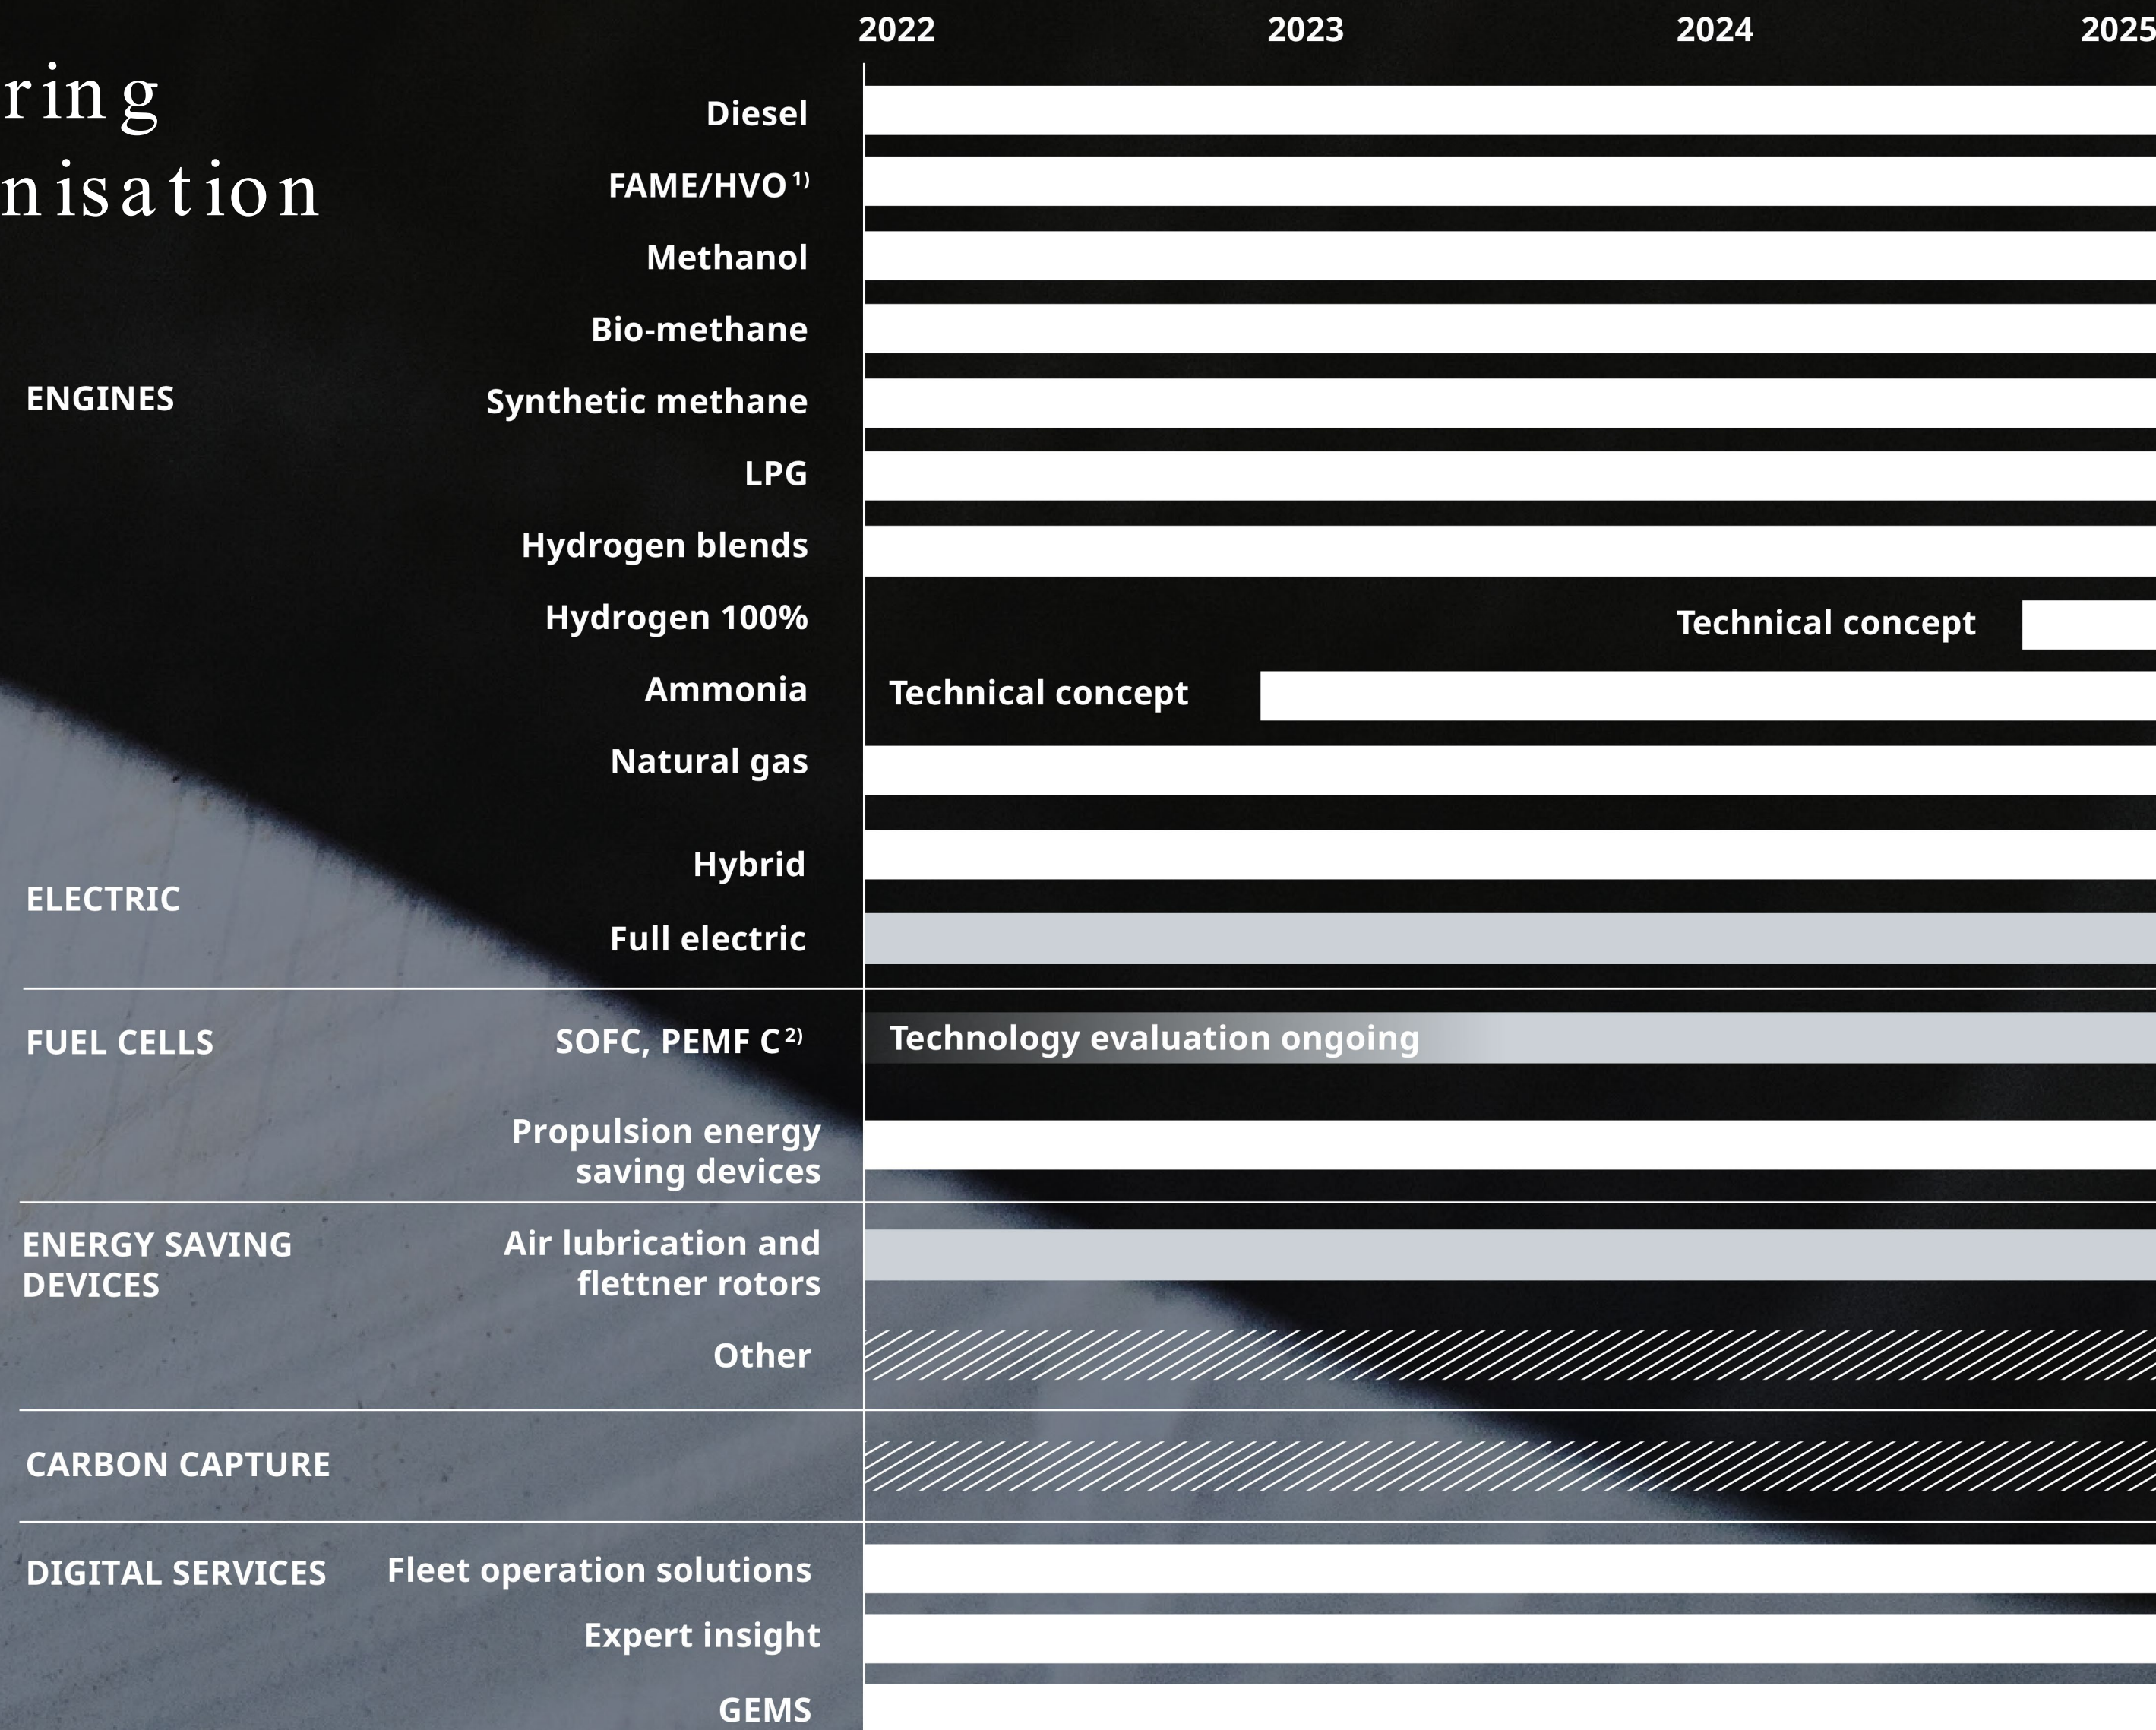 2022 2023 2024 2025
ring
nisation
Diesel
FAME/HVO 1)
Methanol
Bio-methane
ENGINES
Synthetic methane
LPG
Hydrogen blends
Hydrogen 100% Technical concept
Ammonia Technical concept
Natural gas
Hybrid
ELECTRIC
Full electric
FUEL CELLS SOFC, PEMF C 2) Technology evaluation ongoing
Propulsion energy
saving devices
ENERGY SAVING
DEVICES
Air lubrication and
flettner rotors
Other
CARBON CAPTURE
DIGITAL SERVICES Fleet operation solutions
Expert insight
GEMS